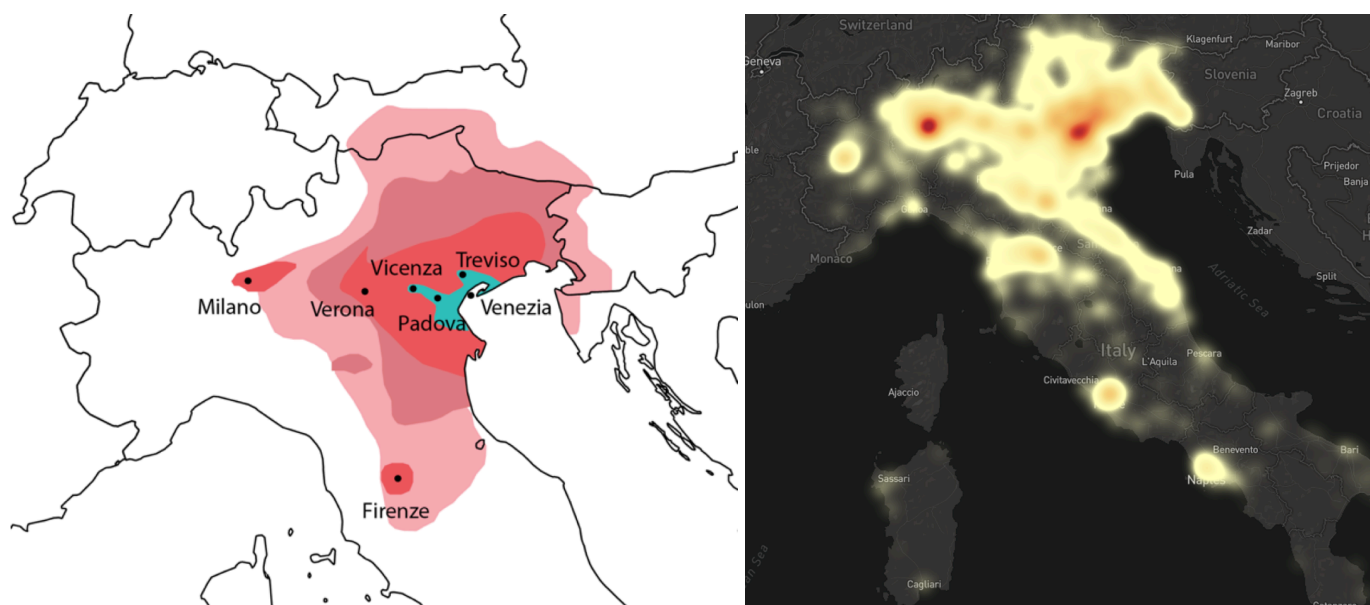 Milano
Verona
Vicenza
Treviso
Padova
Venezia
Firenze
Switzerland
Geneva
Klagenfurt
Maribor
Slovenia
Zagreb
Croatia
Prijedor
Banja
Pula
Zadar
Split
Monaco
Adriatic Sea
Italy
L'Aquila
Pescara
Civitavecchia
Ajaccio
Benevento
Naples
Bari
Sassari
Cagliari